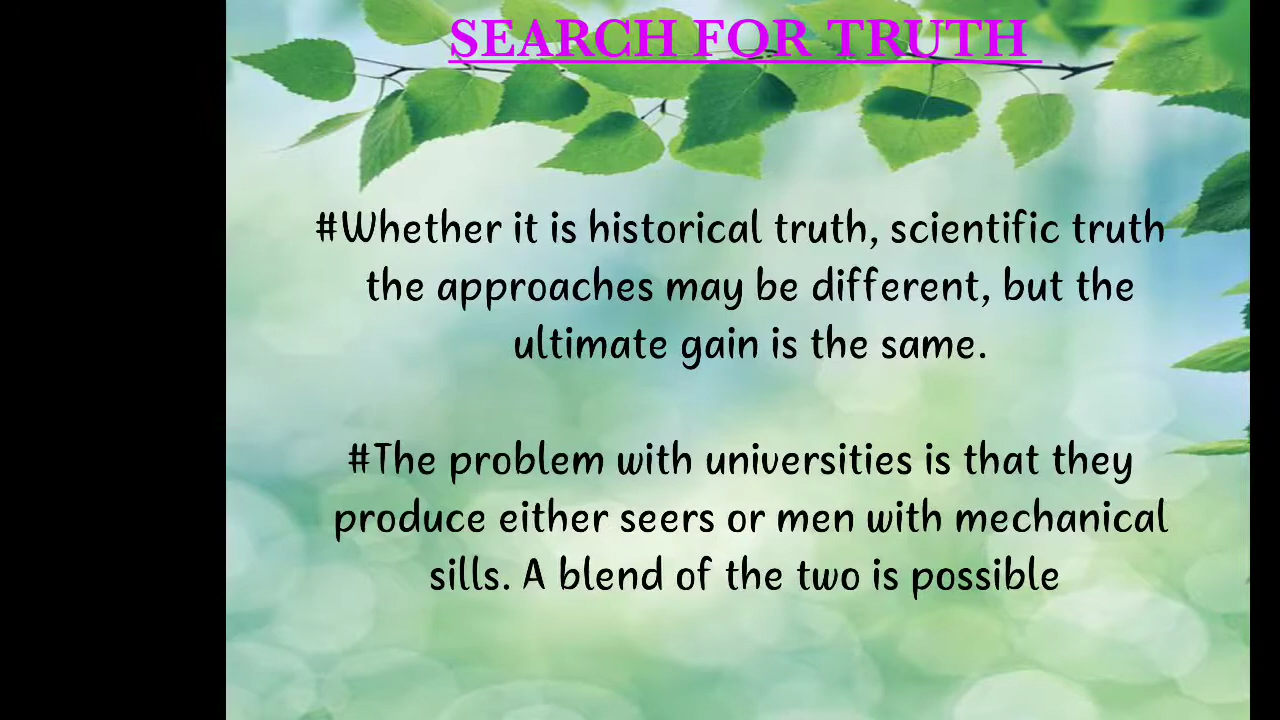 SEARCH FOR TRUTH
#Whether it is historical truth, scientific truth
the approaches may be different, but the
ultimate gain is the same.
#The problem with universities is that they
produce either seers or men with mechanical
sills. A blend of the two is possible